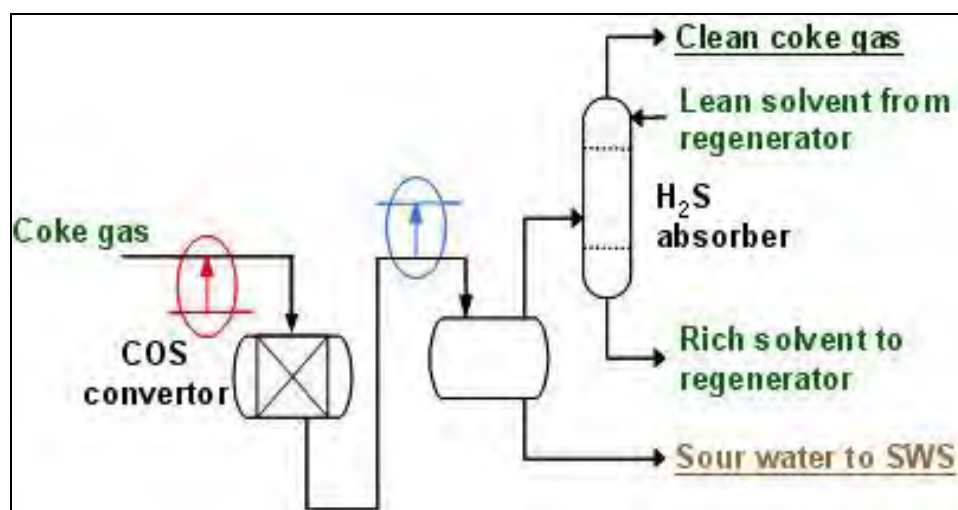 Clean coke gas
Lean solvent from
regenerator
H₂S
absorber
Coke gas
COS
convertor
Rich solvent to
regenerator
Sour water to SWS